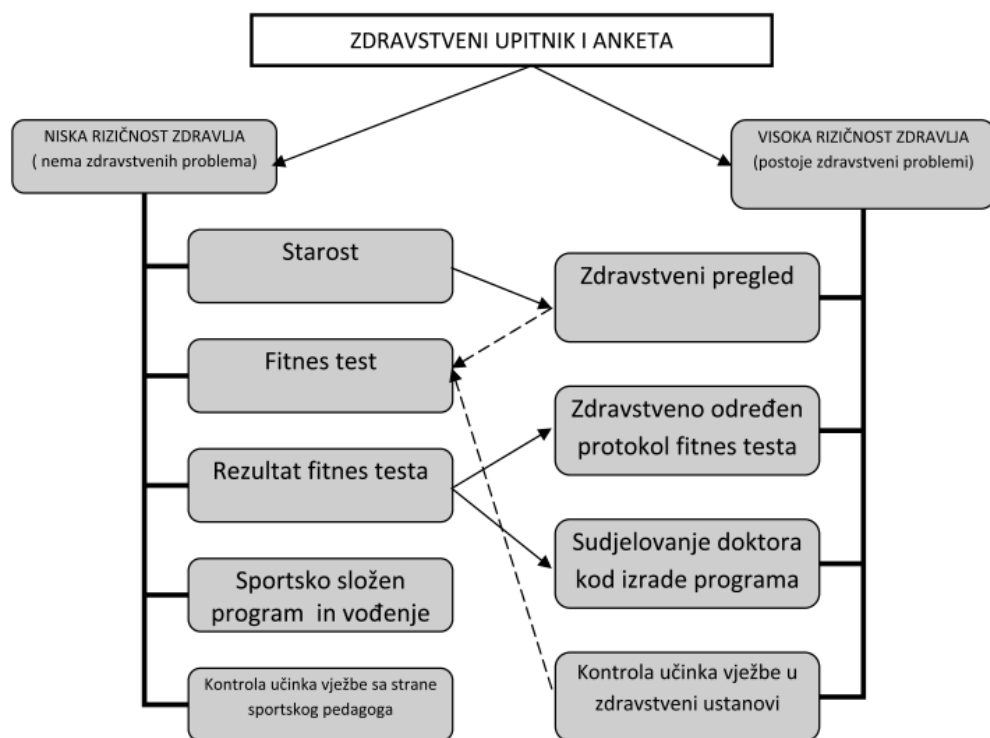 ZDRAVSTVENI UPITNIK I ANKETA
NISKA RIZIČNOST ZDRAVLJA
( nema zdravstvenih problema)
VISOKA RIZIČNOST ZDRAVLJA
(postoje zdravstveni problemi)
Starost
Fitnes test
Rezultat fitnes testa
Sportsko složen
program  in vođenje
Kontrola učinka vježbe sa strane
sportskog pedagoga
Zdravstveni pregled
Zdravstveno određen
protokol fitnes testa
Sudjelovanje doktora
kod izrade programa
Kontrola učinka vježbe u
zdravstveni ustanovi